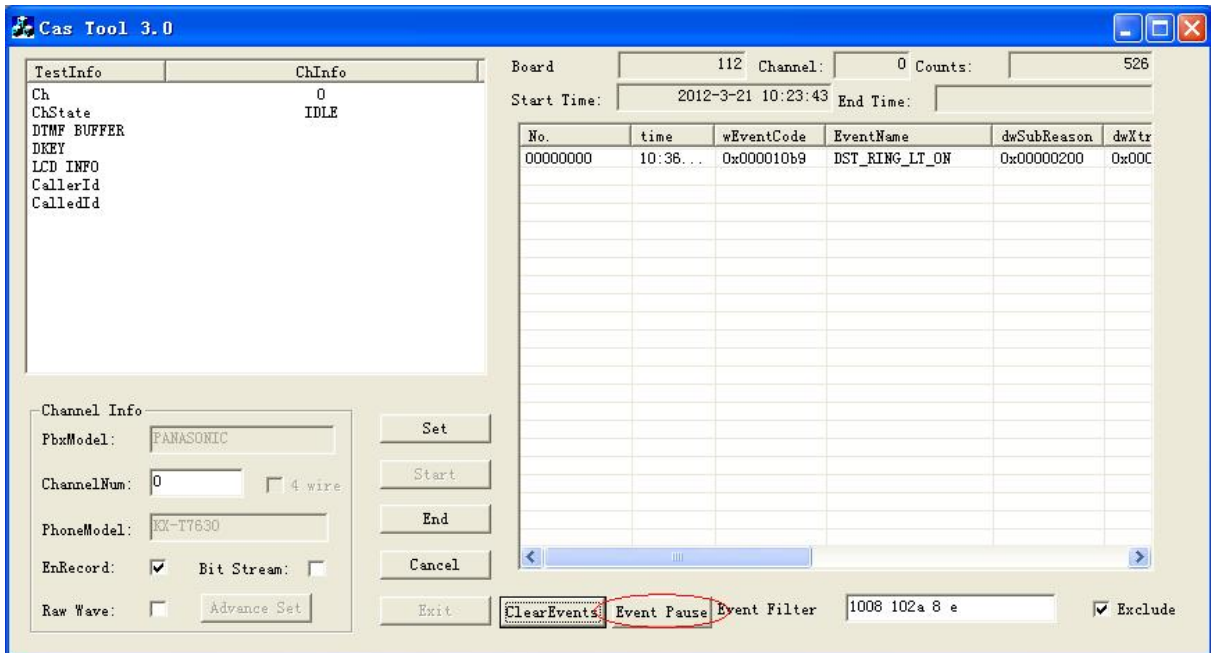 Cas Tool 3.0
TestInfo ChInfo
Ch 0
ChState IDLE
DTMF BUFFER
DKEY
LCD INFO
CallerId
CalledId
Board 112 Channel: 0 Counts: 526
Start Time: 2012-3-21 10:23:43 End Time:
No. time wEventCode EventName dwSubReason dwXtr
00000000 10:36... 0x000010b9 DST_RING_LT_ON 0x00000200 0x000
Channel Info
PbxModel: PANASONIC
ChannelNum: 0 4 wire
PhoneModel: KX-T7630
EnRecord: Bit Stream:
Raw Wave: Advance Set
Set
Start
End
Cancel
Exit
ClearEvents Event Pause Event Filter 1008 102a 8 e Exclude